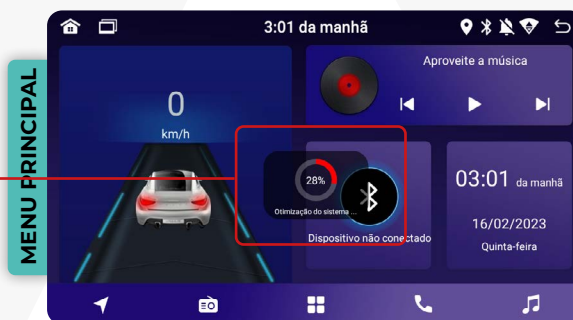 MENU PRINCIPAL
3:01 da manhã
0
km/h
Aproveite a música
28%
Otimização do sistema ...
Dispositivo não conectado
03:01 da manhã
16/02/2023
Quinta-feira